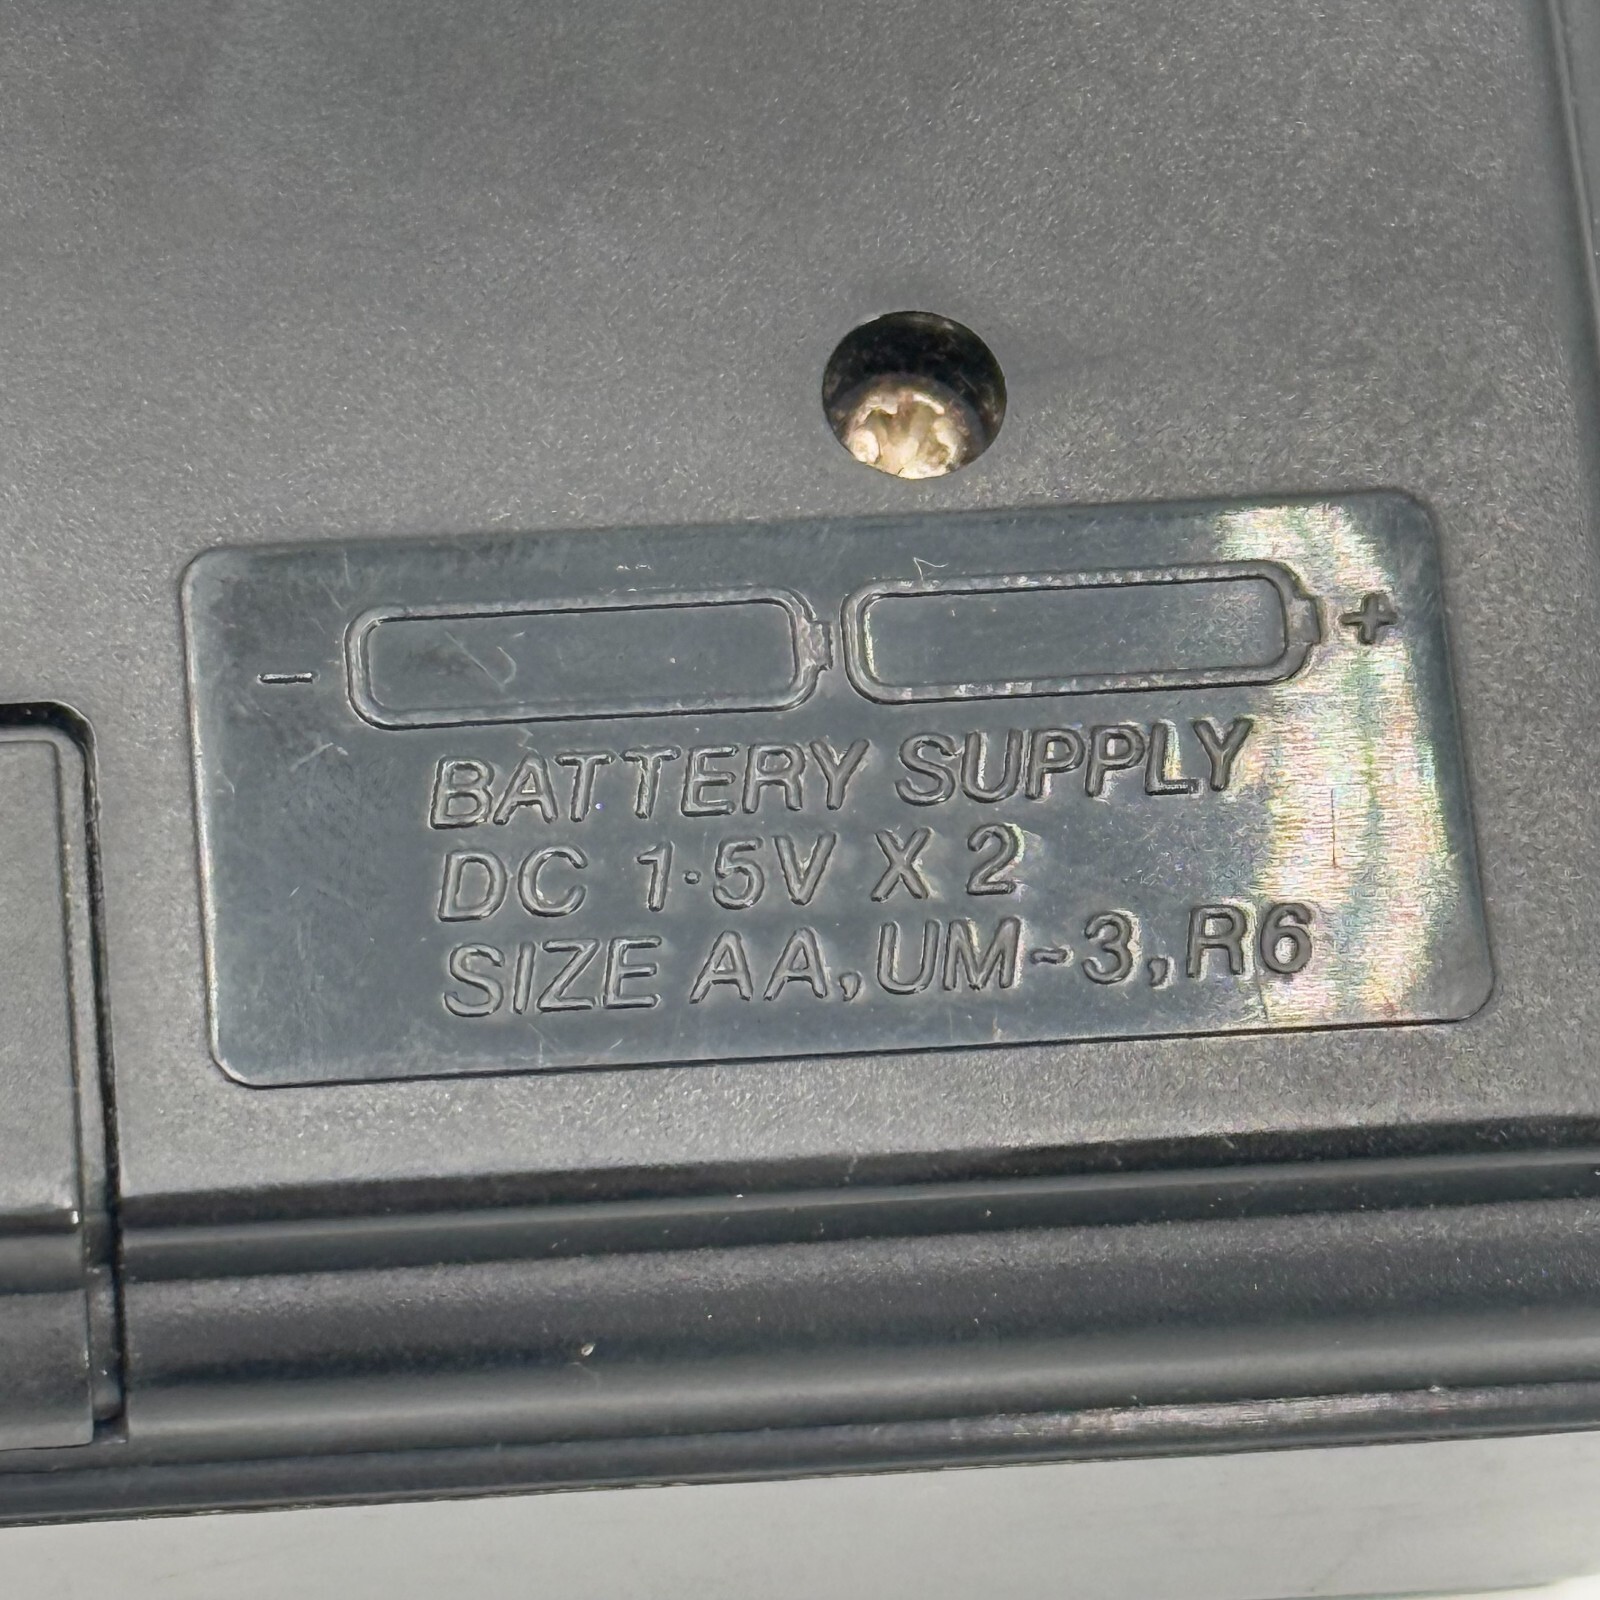 - +
BATTERY SUPPLY
DC 1·5V X 2
SIZE AA, UM-3, R6